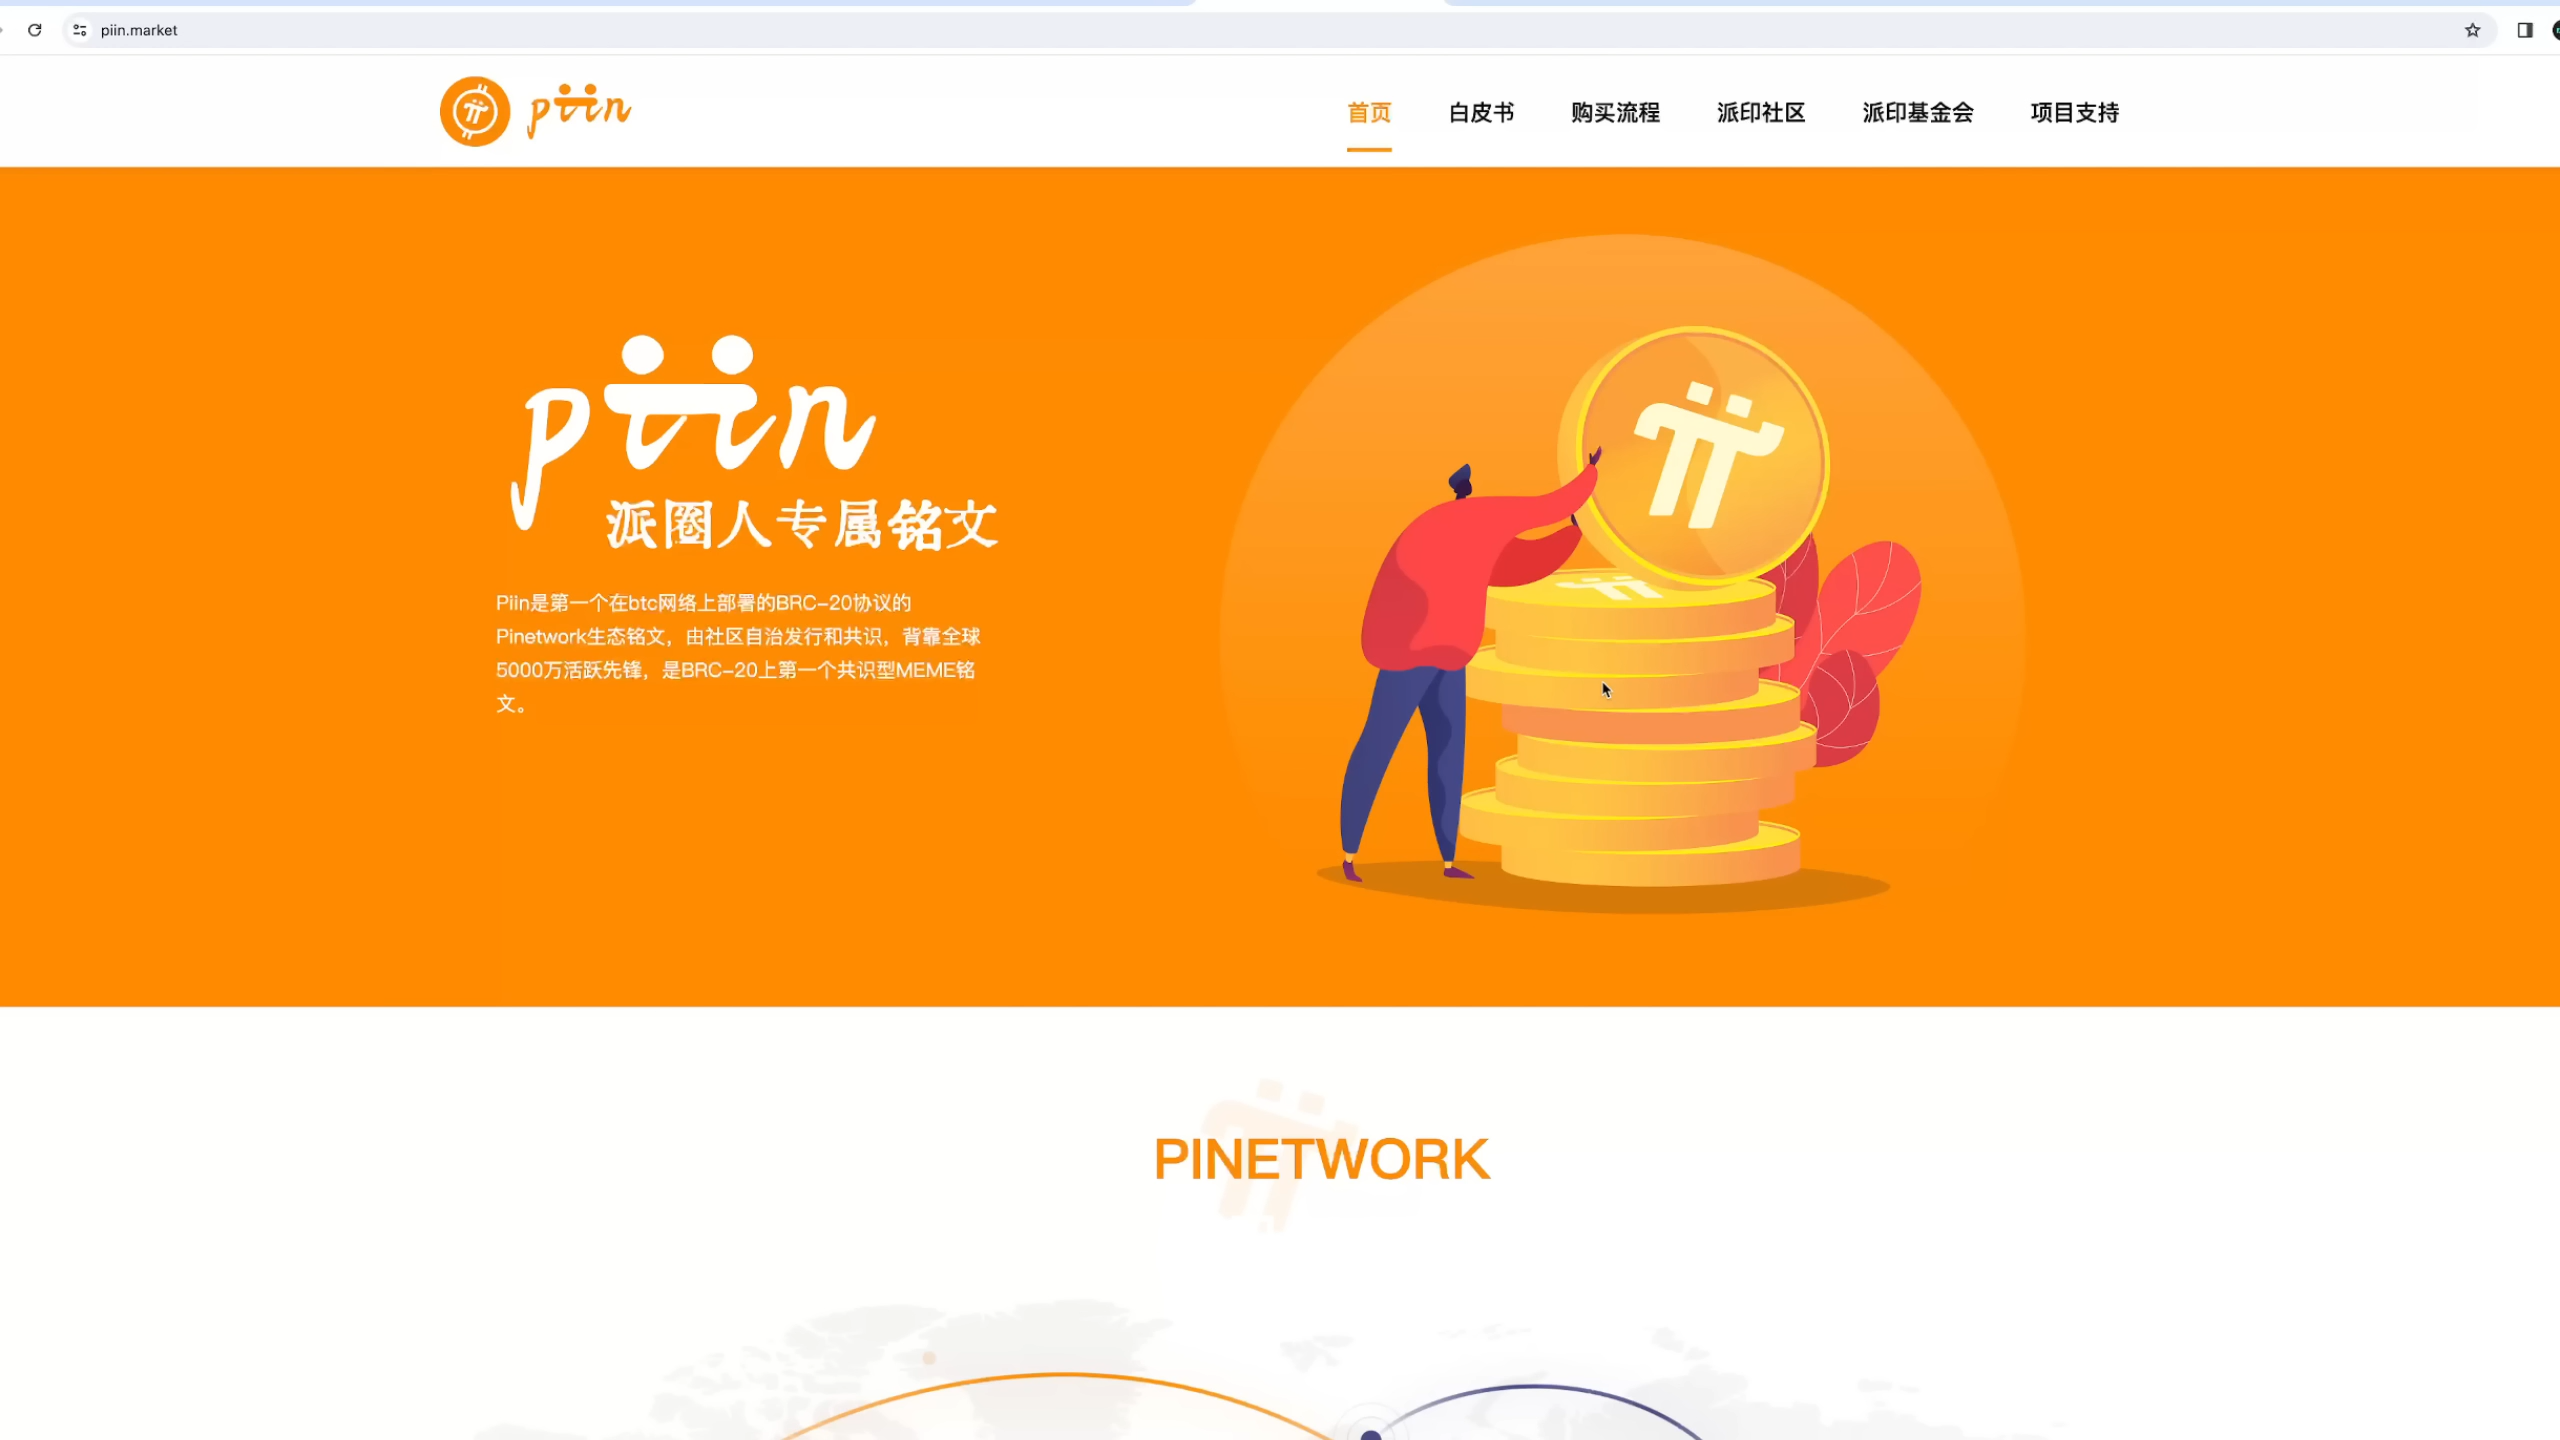 piin.market
piin
首页
白皮书
购买流程
派印社区
派印基金会
项目支持
piin
派圈人专属铭文
Piin是第一个在btc网络上部署的BRC-20协议的
Pinetwork生态铭文，由社区自治发行和共识，背靠全球
5000万活跃先锋，是BRC-20上第一个共识型MEME铭
文。
PINETWORK